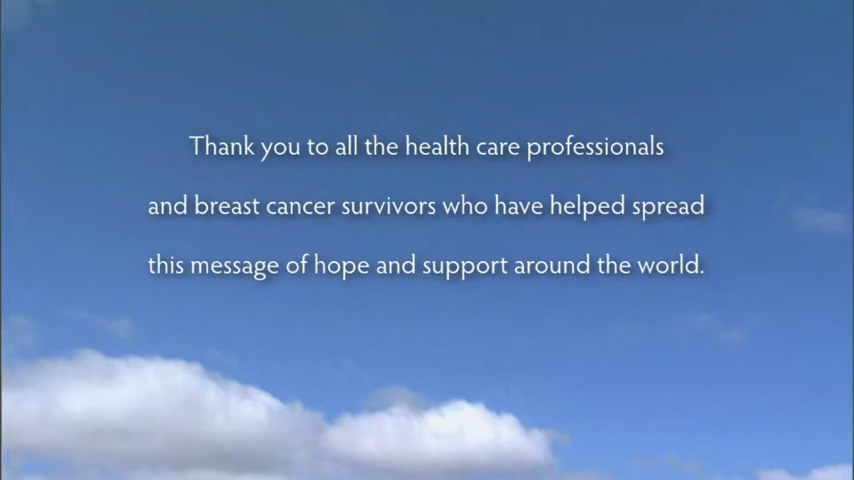 Thank you to all the health care professionals
and breast cancer survivors who have helped spread
this message of hope and support around the world.